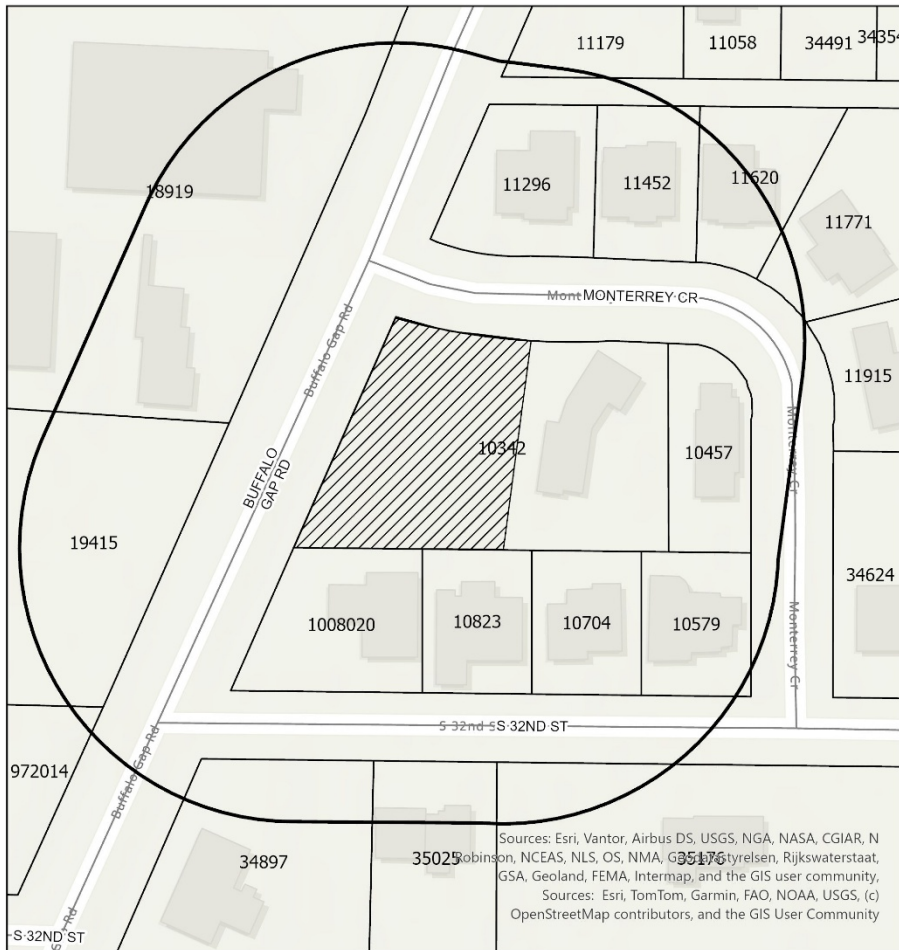 11179
11058
34491
34354
11296
11452
11620
18919
11771
MONTERREY CR
Buffalo Gap Rd
11915
10342
10457
BUFFALO
GAP RD
Monterrey Cr
19415
34624
1008020
10823
10704
10579
Monterrey Cr
S 32nd S
S 32ND ST
972014
Buffalo Gap Rd
34897
35025
35176
Sources: Esri, Vantor, Airbus DS, USGS, NGA, NASA, CGIAR, N
Robinson, NCEAS, NLS, OS, NMA, Geodatastyrelsen, Rijkswaterstaat,
GSA, Geoland, FEMA, Intermap, and the GIS user community,
Sources: Esri, TomTom, Garmin, FAO, NOAA, USGS, (c)
OpenStreetMap contributors, and the GIS User Community
S 32ND ST